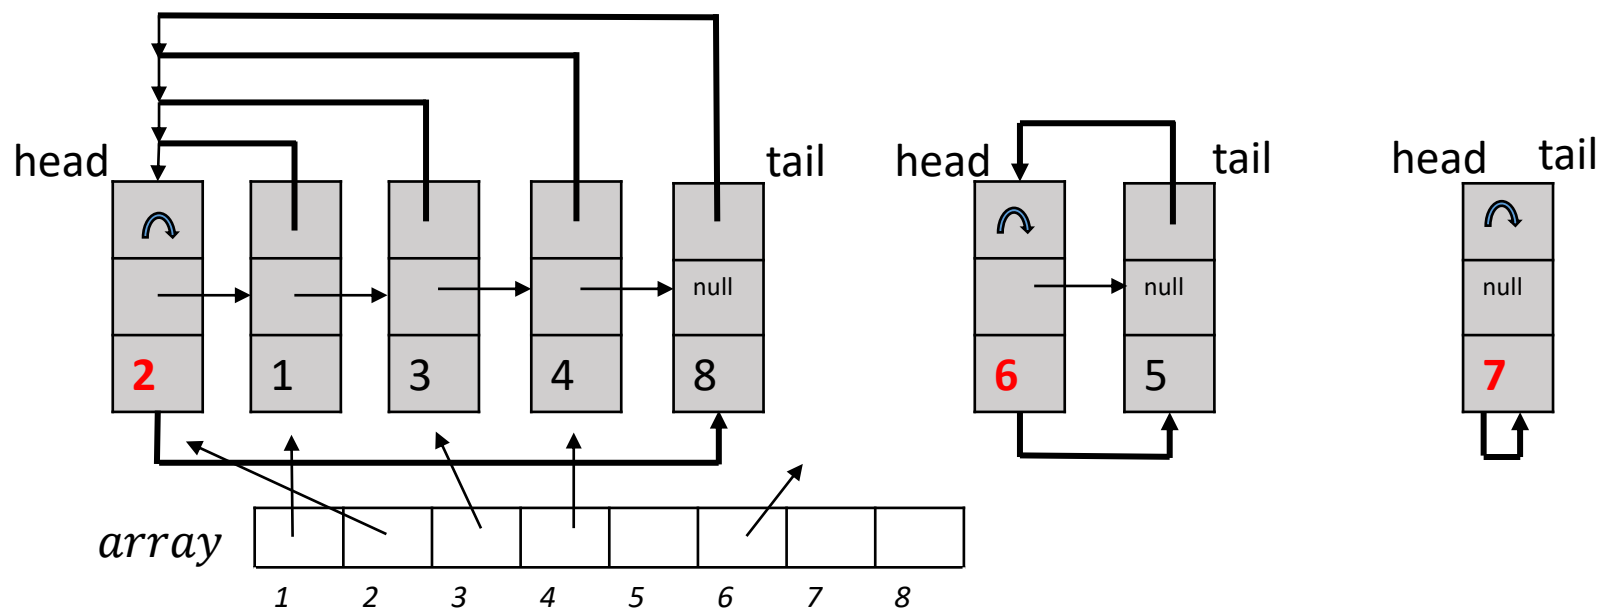 head tail head tail head tail
null null null
2 1 3 4 8 6 5 7
array
1 2 3 4 5 6 7 8